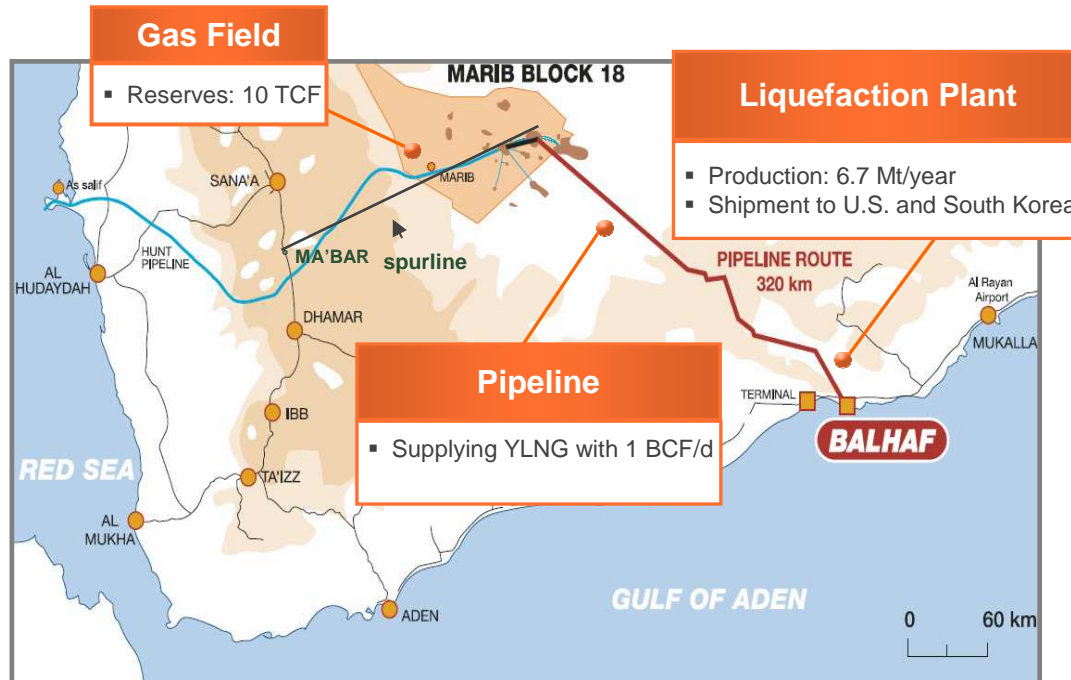 Gas Field
▪ Reserves: 10 TCF
MARIB BLOCK 18
Liquefaction Plant
▪ Production: 6.7 Mt/year
▪ Shipment to U.S. and South Korea
As salif
SANA'A
MARIB
HUNT
PIPELINE
MA'BAR
spurline
AL
HUDAYDAH
PIPELINE ROUTE
320 km
Al Rayan
Airport
MUKALLA
DHAMAR
Pipeline
▪ Supplying YLNG with 1 BCF/d
TERMINAL
BALHAF
IBB
RED SEA
TA'IZZ
AL
MUKHA
ADEN
GULF OF ADEN
0 60 km